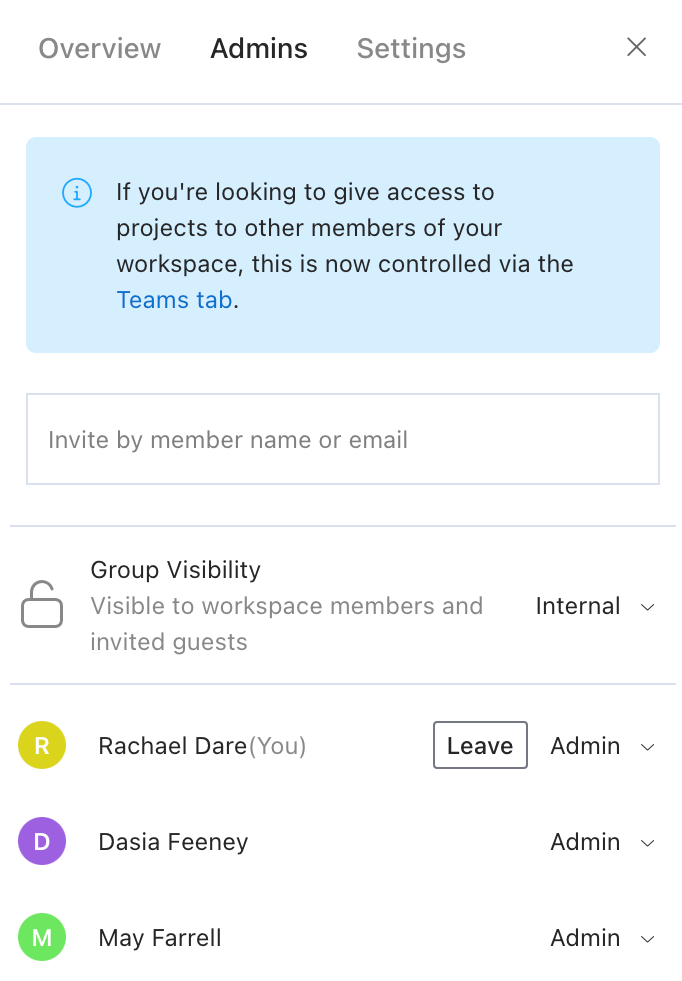 Overview Admins Settings
If you're looking to give access to
projects to other members of your
workspace, this is now controlled via the
Teams tab.
Invite by member name or email
Group Visibility
Visible to workspace members and
invited guests
Internal
R Rachael Dare(You) Leave Admin
D Dasia Feeney Admin
M May Farrell Admin